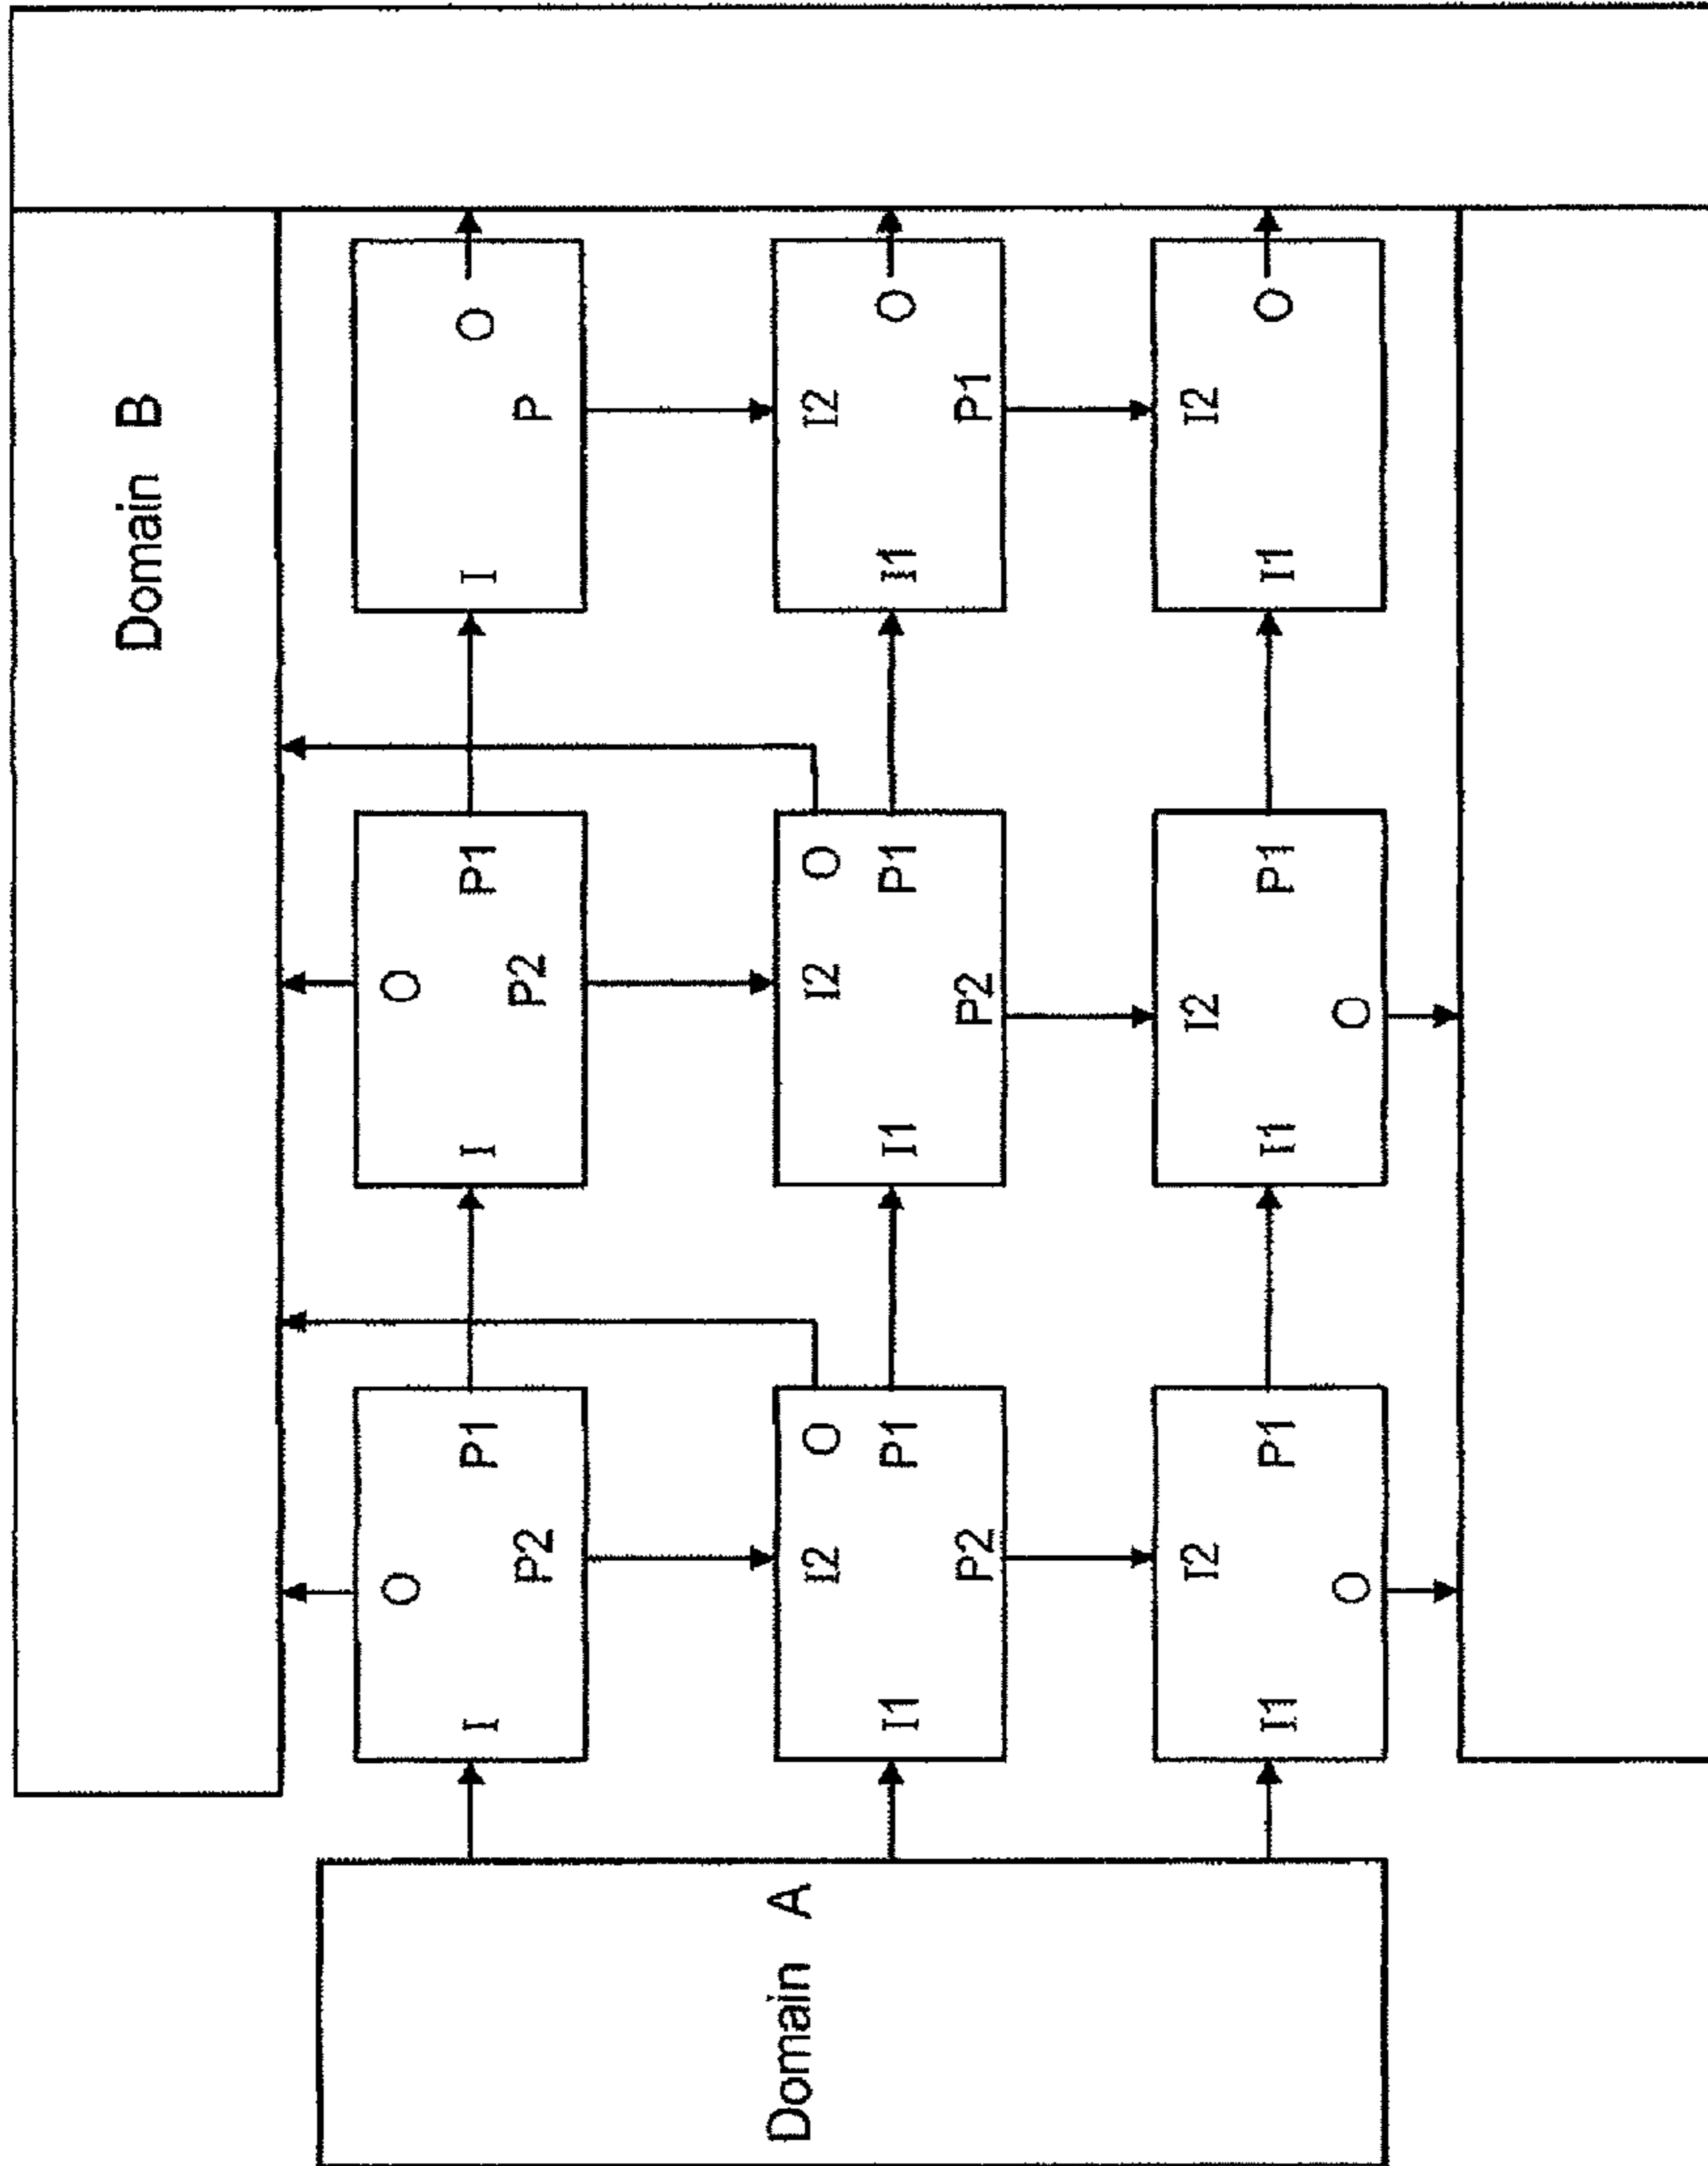 Domain B
O O
I P1 I P1 I O
P2 P2 P
Domain A
I2 O I2 O I2
I1 P1 I1 P1 I1 O
P2 P2 P1
I2 I2 I2
I1 P1 I1 P1 I1 O
O O